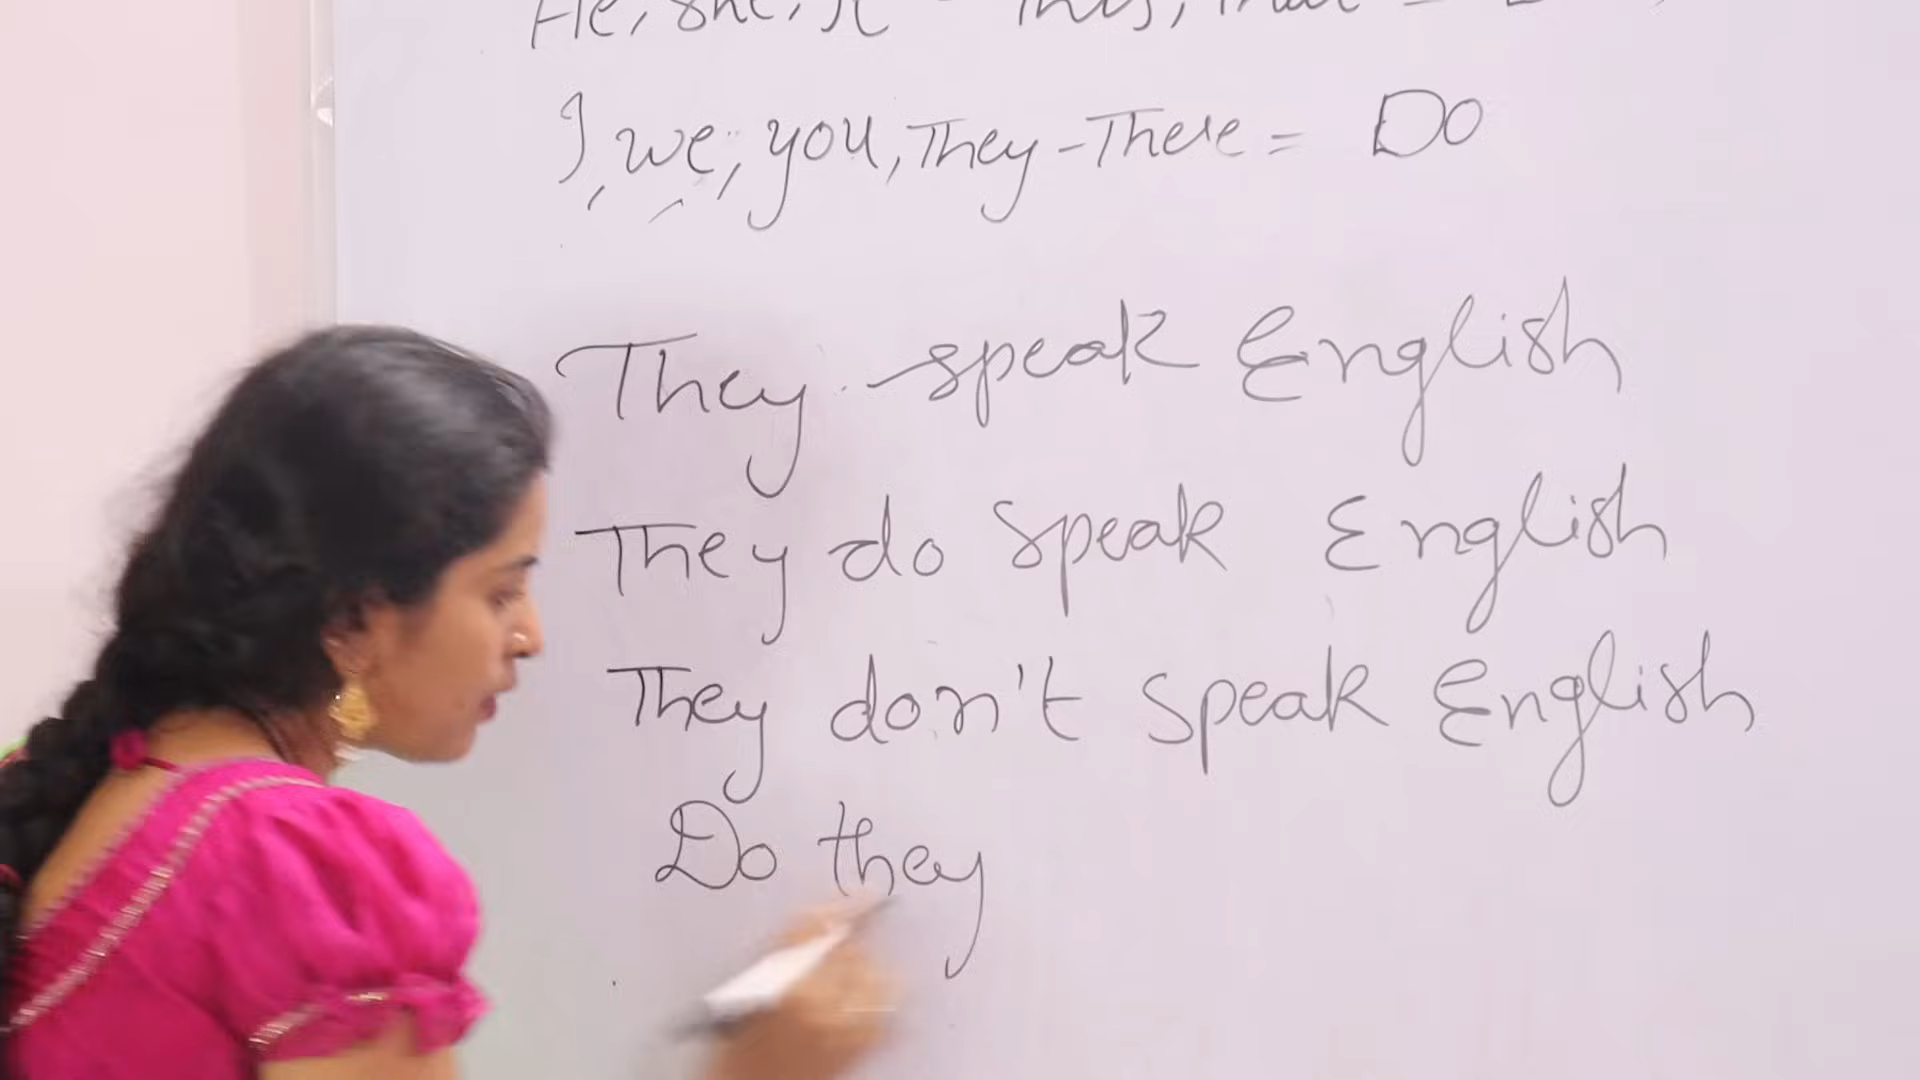 He, she, it - This, That =
I, we, you, They - There = Do
They speak English
They do speak English
They don't speak English
Do they